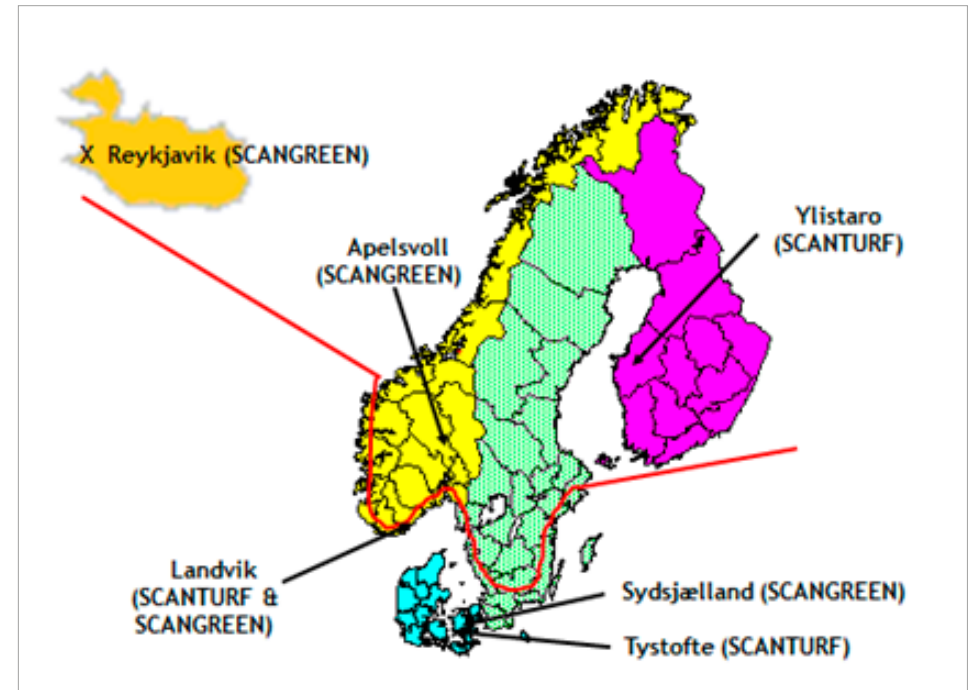 X Reykjavik (SCANGREEN)
Ylistaro
(SCANTURF)
Apelsvoll
(SCANGREEN)
Landvik
(SCANTURF &
SCANGREEN)
Sydsjælland (SCANGREEN)
Tystofte (SCANTURF)